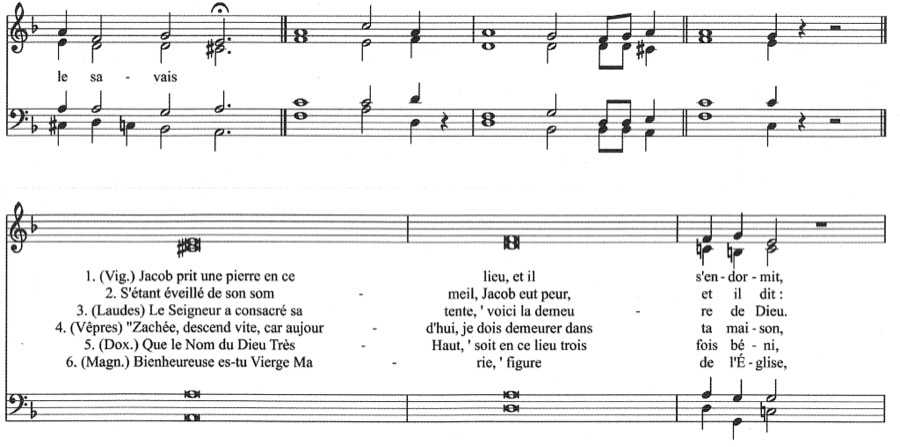 le sa - vais
1. (Vig.) Jacob prit une pierre en ce lieu, et il s'en - dor - mit,
2. S'étant éveillé de son som - meil, Jacob eut peur, et il dit :
3. (Laudes) Le Seigneur a consacré sa tente, ' voici la demeu - re de Dieu.
4. (Vêpres) "Zachée, descend vite, car aujour - d'hui, je dois demeurer dans ta mai - son,
5. (Dox.) Que le Nom du Dieu Très - Haut, ' soit en ce lieu trois fois bé - ni,
6. (Magn.) Bienheureuse es-tu Vierge Ma - rie, ' figure de l'É - glise,